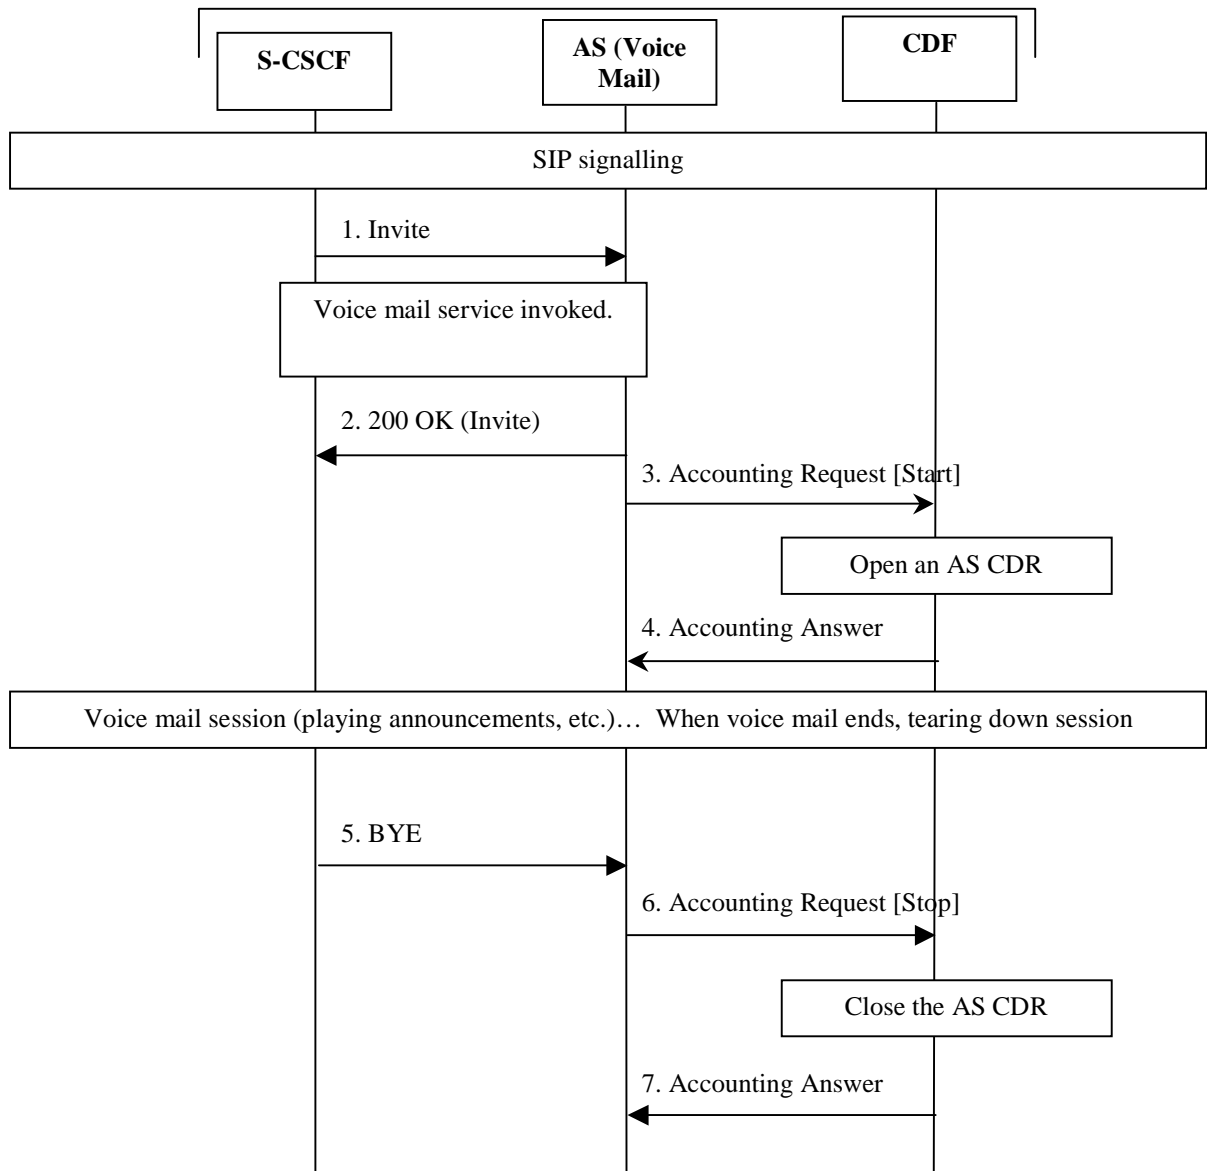 S-CSCF
AS (Voice
Mail)
CDF
SIP signalling
1. Invite
Voice mail service invoked.
2. 200 OK (Invite)
3. Accounting Request [Start]
Open an AS CDR
4. Accounting Answer
Voice mail session (playing announcements, etc.)… When voice mail ends, tearing down session
5. BYE
6. Accounting Request [Stop]
Close the AS CDR
7. Accounting Answer